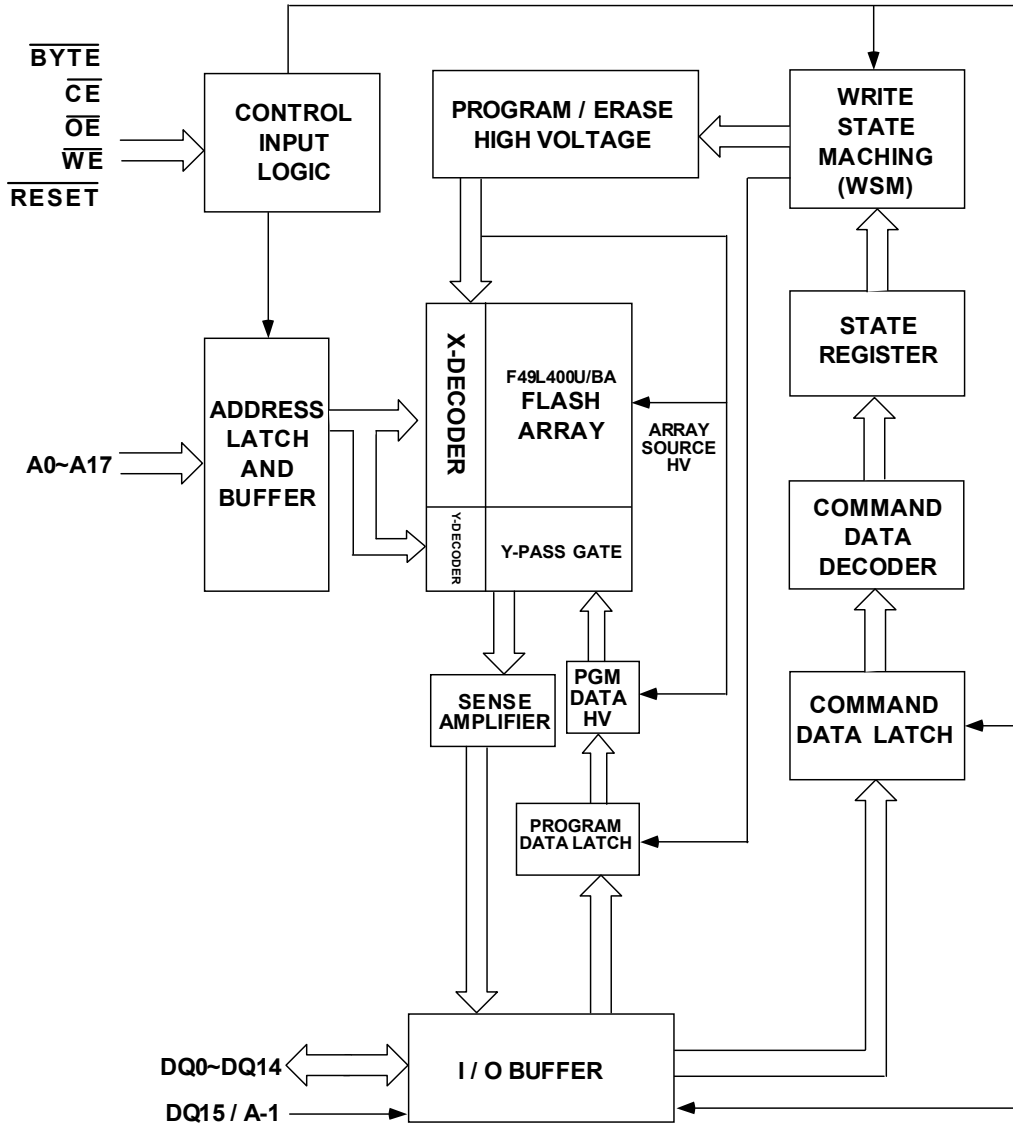 BYTE
CE
OE
WE
RESET
CONTROL
INPUT
LOGIC
PROGRAM / ERASE
HIGH VOLTAGE
WRITE
STATE
MACHING
(WSM)
STATE
REGISTER
X-DECODER
F49L400U/BA
FLASH
ARRAY
ARRAY
SOURCE
HV
ADDRESS
LATCH
AND
BUFFER
A0~A17
Y-DECODER
Y-PASS GATE
COMMAND
DATA
DECODER
SENSE
AMPLIFIER
PGM
DATA
HV
COMMAND
DATA LATCH
PROGRAM
DATA LATCH
I / O BUFFER
DQ0~DQ14
DQ15 / A-1